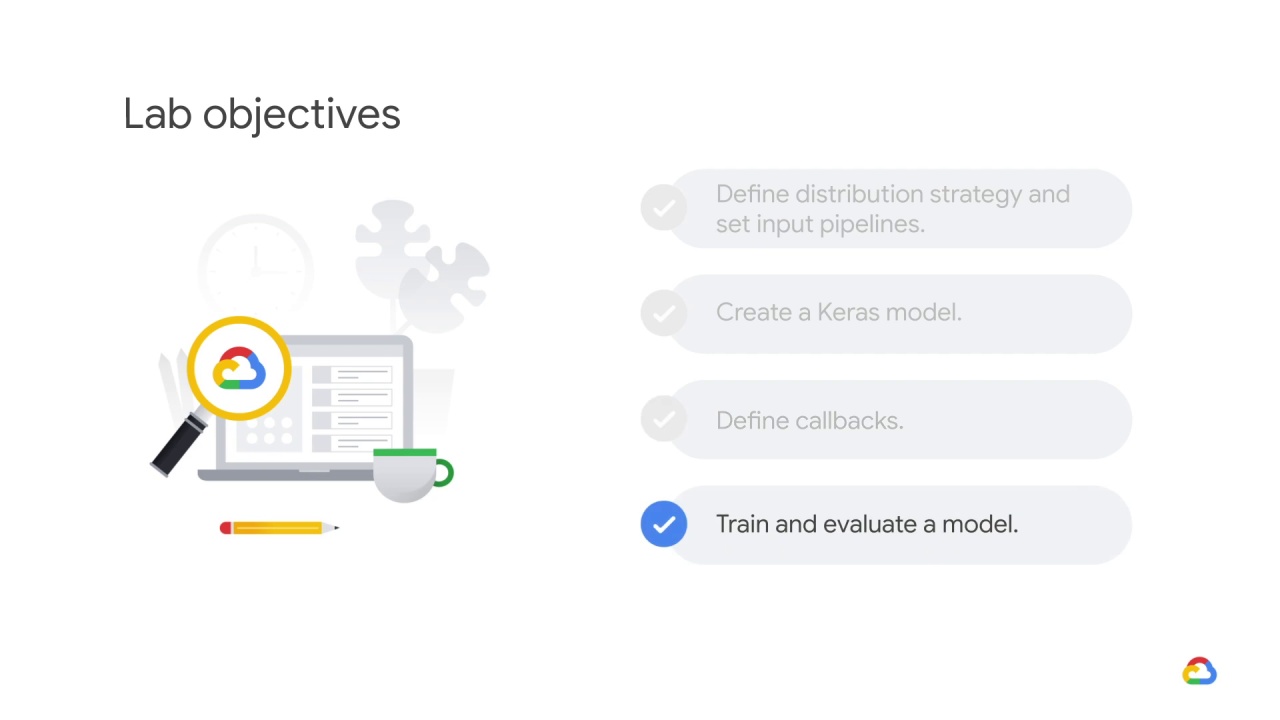 Lab objectives
Define distribution strategy and
set input pipelines.
Create a Keras model.
Define callbacks.
Train and evaluate a model.